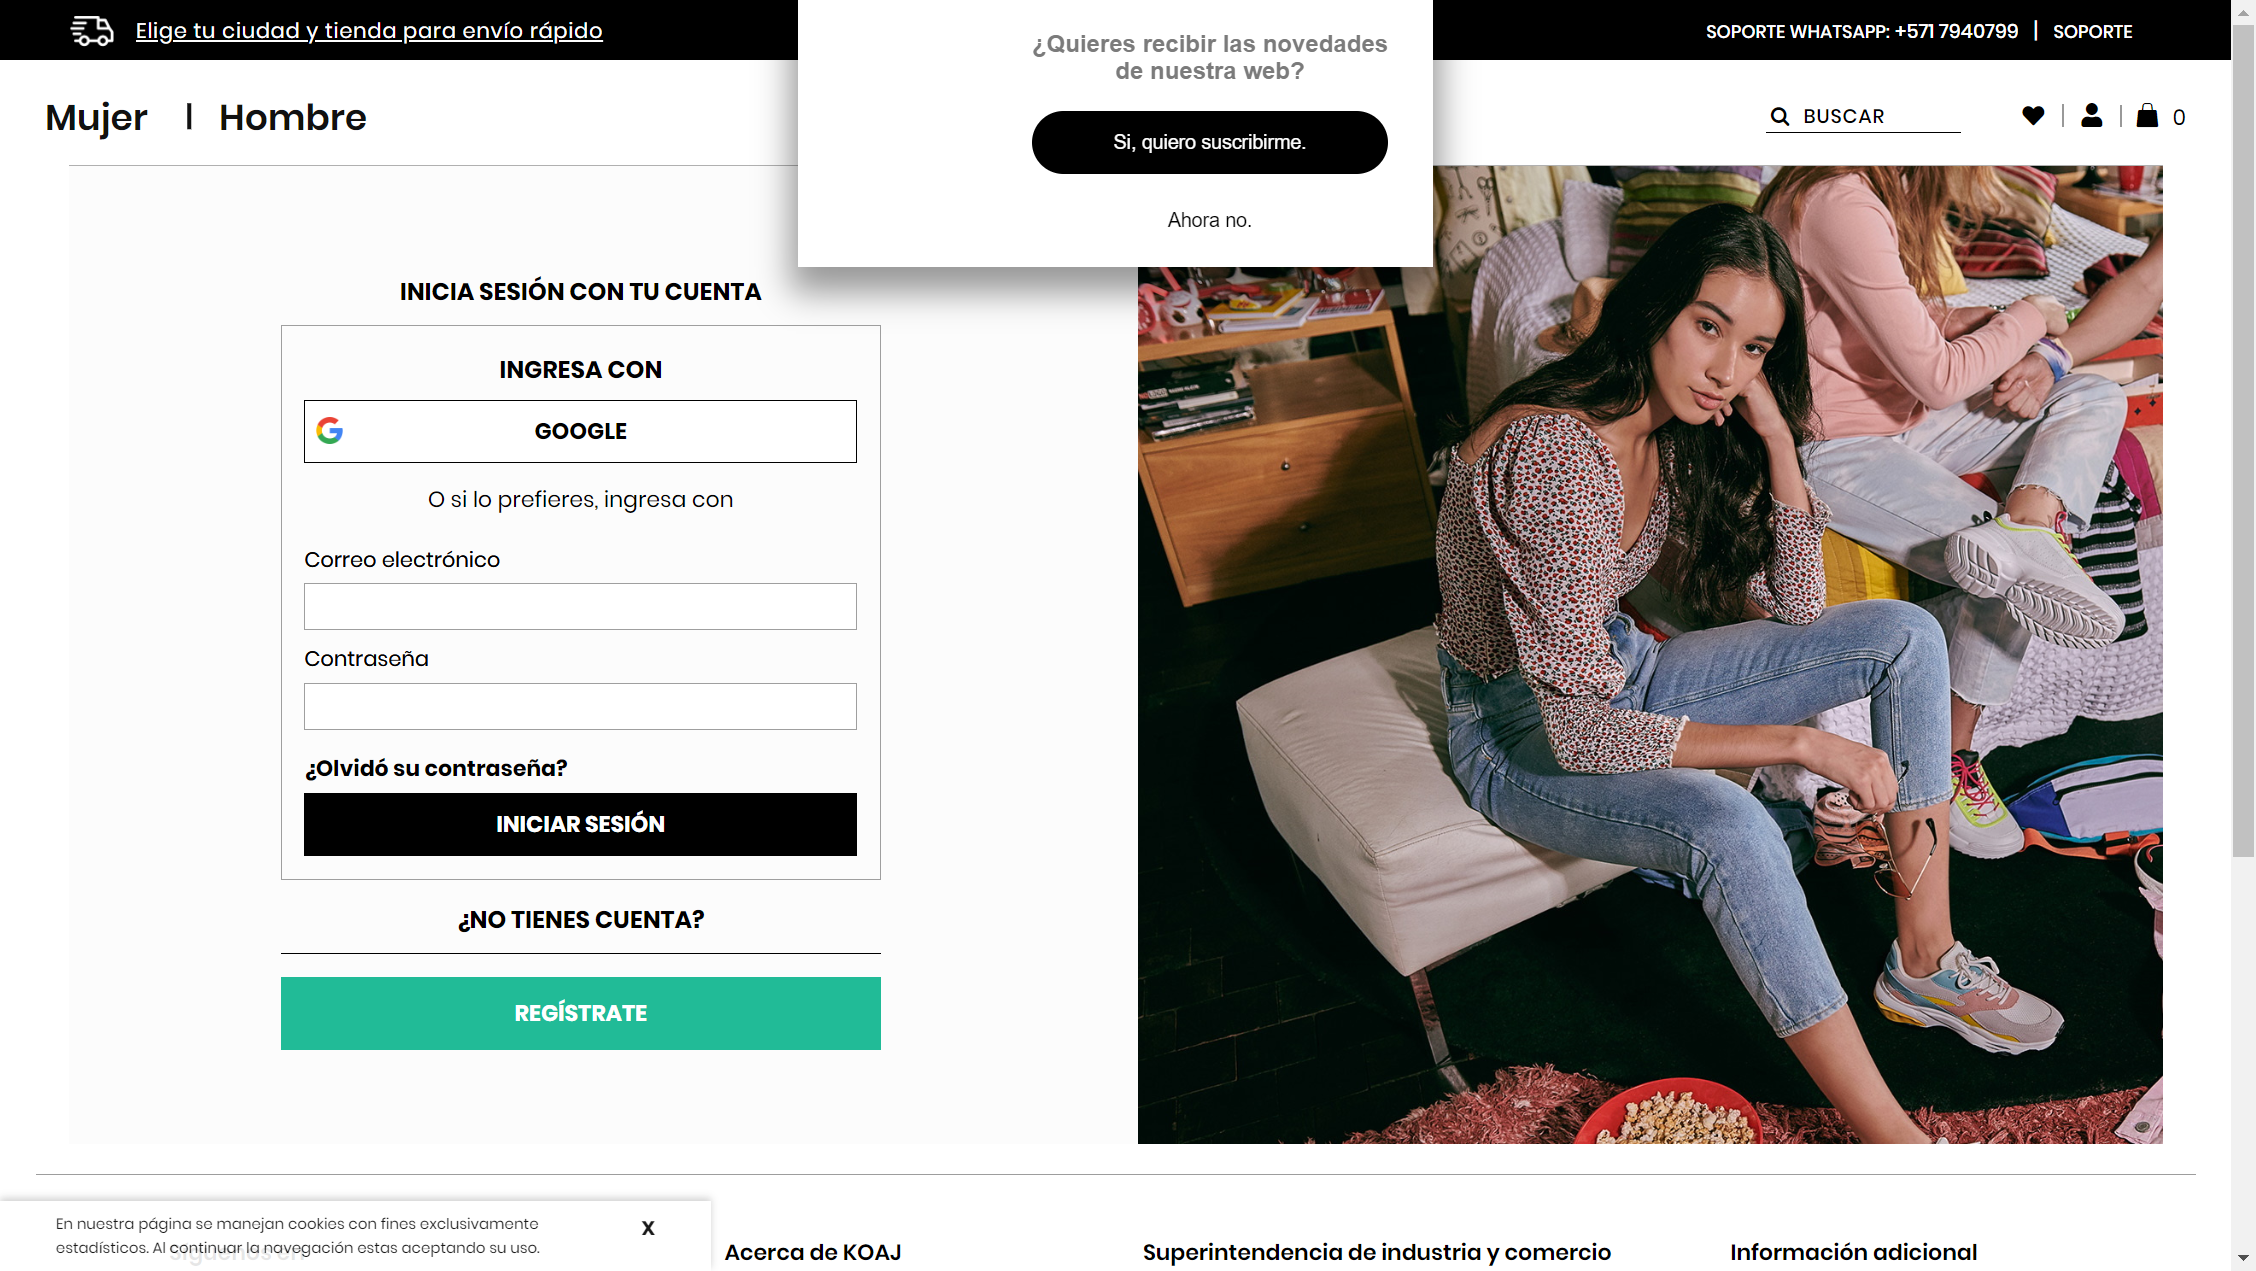 Elige tu ciudad y tienda para envío rápido
SOPORTE WHATSAPP: +571 7940799 | SOPORTE
¿Quieres recibir las novedades
de nuestra web?
Si, quiero suscribirme.
Ahora no.
Mujer | Hombre
BUSCAR
0
INICIA SESIÓN CON TU CUENTA
INGRESA CON
GOOGLE
O si lo prefieres, ingresa con
Correo electrónico
Contraseña
¿Olvidó su contraseña?
INICIAR SESIÓN
¿NO TIENES CUENTA?
REGÍSTRATE
En nuestra página se manejan cookies con fines exclusivamente
estadísticos. Al continuar la navegación estas aceptando su uso.
X
Síguenos en
Acerca de KOAJ
Superintendencia de industria y comercio
Información adicional